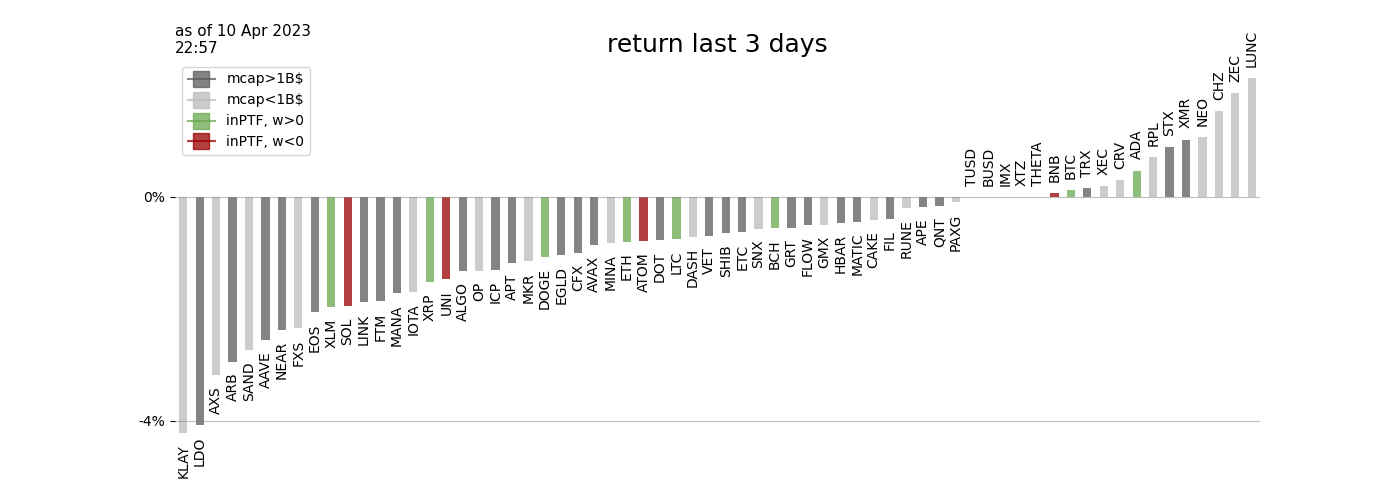 as of 10 Apr 2023
22:57
return last 3 days
mcap>1B$
mcap<1B$
inPTF, w>0
inPTF, w<0
0%
-4%
KLAY
LDO
AXS
ARB
SAND
AAVE
NEAR
FXS
EOS
XLM
SOL
LINK
FTM
MANA
IOTA
XRP
UNI
ALGO
OP
ICP
APT
MKR
DOGE
EGLD
CFX
AVAX
MINA
ETH
ATOM
DOT
LTC
DASH
VET
SHIB
ETC
SNX
BCH
GRT
FLOW
GMX
HBAR
MATIC
CAKE
FIL
RUNE
APE
QNT
PAXG
TUSD
BUSD
IMX
XTZ
THETA
BNB
BTC
TRX
XEC
CRV
ADA
RPL
STX
XMR
NEO
CHZ
ZEC
LUNC